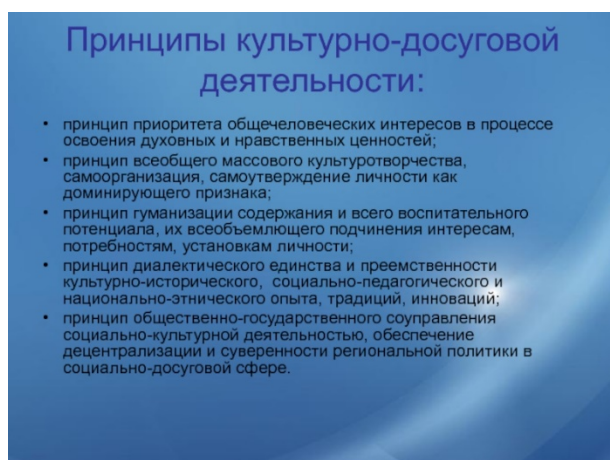 Принципы культурно-досуговой
деятельности:
• принцип приоритета общечеловеческих интересов в процессе
освоения духовных и нравственных ценностей;
• принцип всеобщего массового культуротворчества,
самоорганизация, самоутверждение личности как
доминирующего признака;
• принцип гуманизации содержания и всего воспитательного
потенциала, их всеобъемлющего подчинения интересам,
потребностям, установкам личности;
• принцип диалектического единства и преемственности
культурно-исторического, социально-педагогического и
национально-этнического опыта, традиций, инноваций;
• принцип общественно-государственного соуправления
социально-культурной деятельностью, обеспечение
децентрализации и суверенности региональной политики в
социально-досуговой сфере.